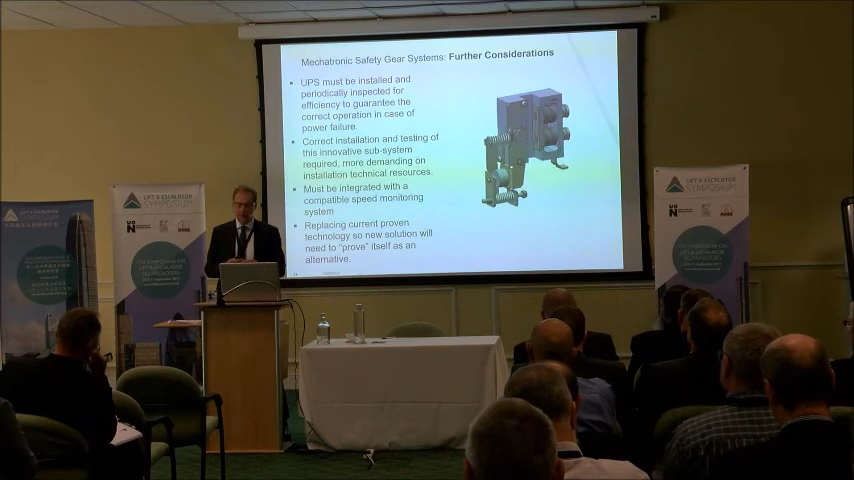 Mechatronic Safety Gear Systems: Further Considerations
UPS must be installed and
periodically inspected for
efficiency to guarantee the
correct operation in case of
power failure.
Correct installation and testing of
this innovative sub-system
required, more demanding on
installation technical resources.
Must be integrated with a
compatible speed monitoring
system
Replacing current proven
technology so new solution will
need to "prove" itself as an
alternative.
LIFT & ESCALATOR
SYMPOSIUM
LIFT & ESCALATOR
SYMPOSIUM
LIFT & ESCALATOR
SYMPOSIUM